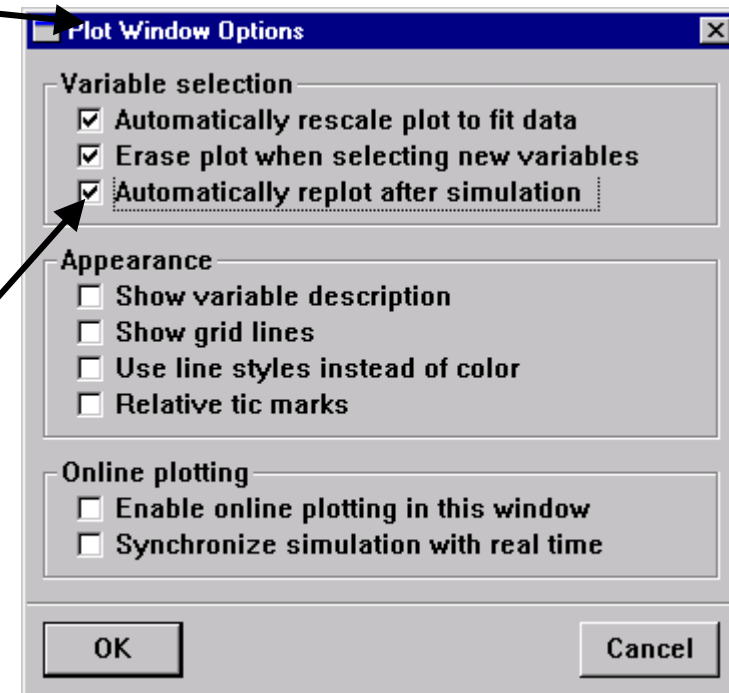 Plot Window Options
Variable selection
Automatically rescale plot to fit data
Erase plot when selecting new variables
Automatically replot after simulation
Appearance
Show variable description
Show grid lines
Use line styles instead of color
Relative tic marks
Online plotting
Enable online plotting in this window
Synchronize simulation with real time
OK
Cancel